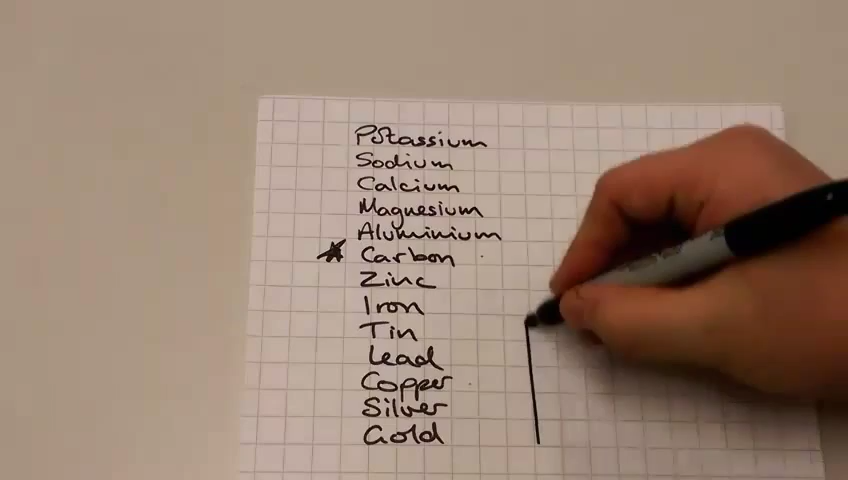 Potassium
Sodium
Calcium
Magnesium
Aluminium
Carbon
Zinc
Iron
Tin
Lead
Copper
Silver
Gold